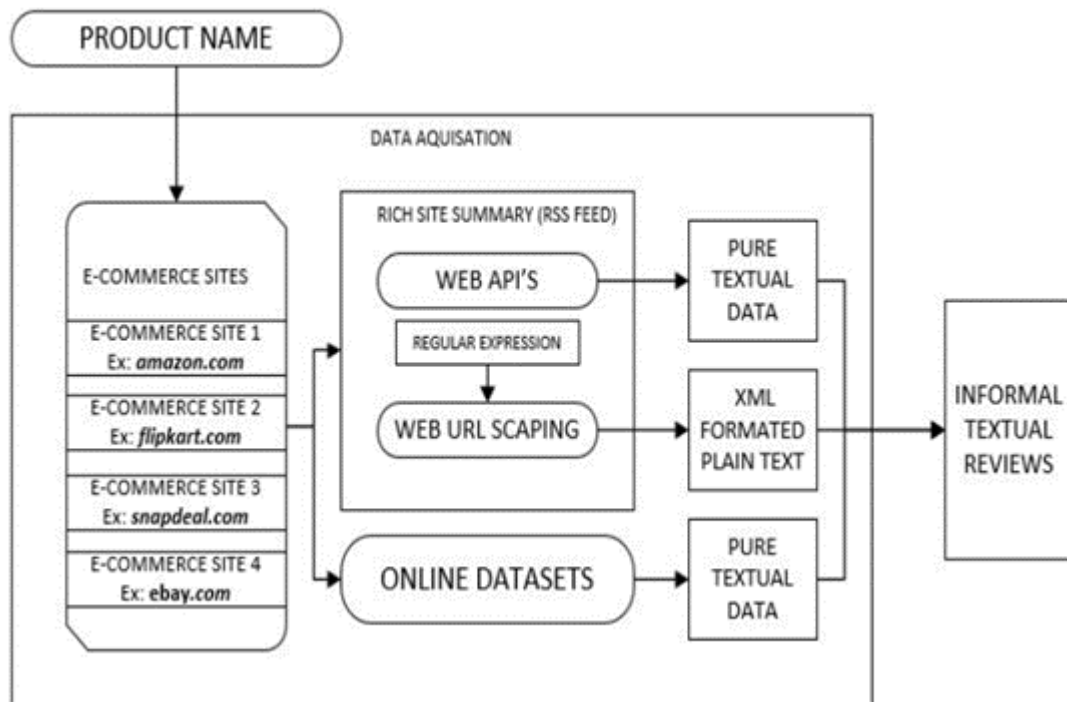 PRODUCT NAME
DATA AQUISATION
E-COMMERCE SITES
E-COMMERCE SITE 1
Ex: amazon.com
E-COMMERCE SITE 2
Ex: flipkart.com
E-COMMERCE SITE 3
Ex: snapdeal.com
E-COMMERCE SITE 4
Ex: ebay.com
RICH SITE SUMMARY (RSS FEED)
WEB API'S
REGULAR EXPRESSION
WEB URL SCAPING
ONLINE DATASETS
PURE
TEXTUAL
DATA
XML
FORMATED
PLAIN TEXT
PURE
TEXTUAL
DATA
INFORMAL
TEXTUAL
REVIEWS